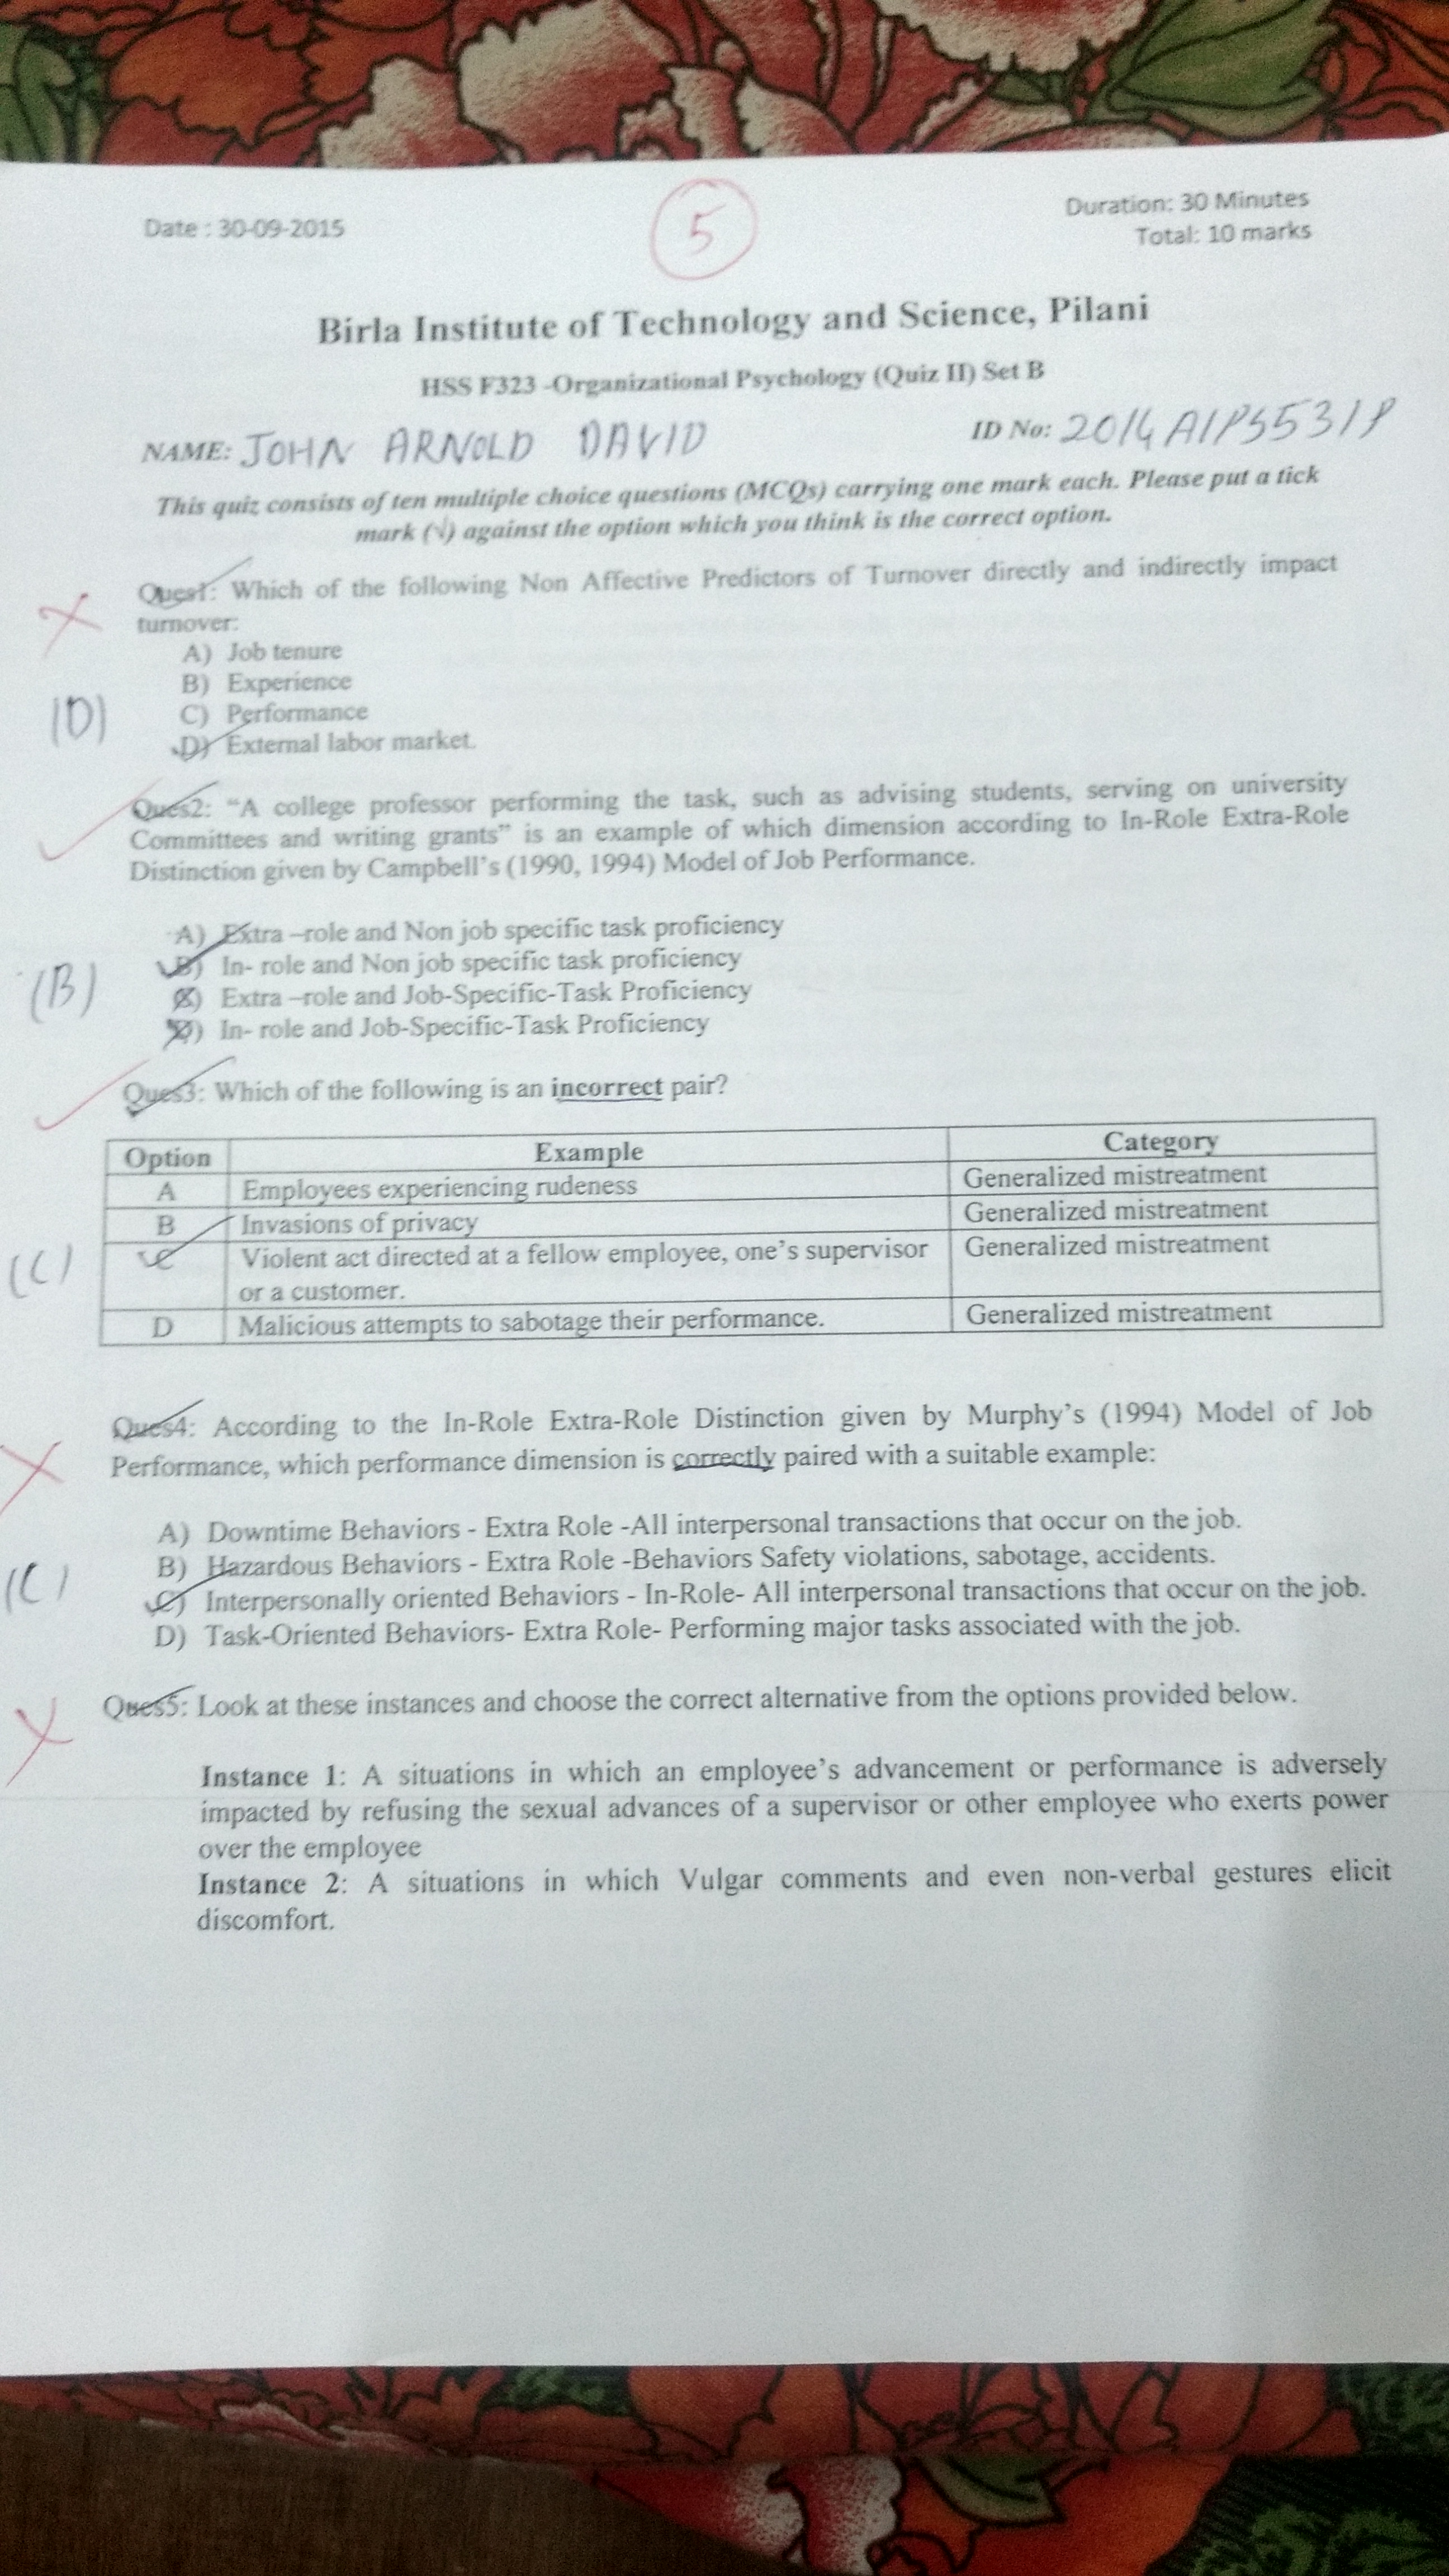 Date : 30-09-2015
5
Duration: 30 Minutes
Total: 10 marks
Birla Institute of Technology and Science, Pilani
HSS F323 -Organizational Psychology (Quiz II) Set B
NAME: JOHN ARNOLD DAVID
ID No: 2014A1PS531P
This quiz consists of ten multiple choice questions (MCQs) carrying one mark each. Please put a tick
mark (√) against the option which you think is the correct option.
Ques1: Which of the following Non Affective Predictors of Turnover directly and indirectly impact
turnover:
A) Job tenure
B) Experience
C) Performance
(D)
D) External labor market.
Ques2: “A college professor performing the task, such as advising students, serving on university
Committees and writing grants” is an example of which dimension according to In-Role Extra-Role
Distinction given by Campbell’s (1990, 1994) Model of Job Performance.
A) Extra –role and Non job specific task proficiency
B) In- role and Non job specific task proficiency
(B)
C) Extra –role and Job-Specific-Task Proficiency
D) In- role and Job-Specific-Task Proficiency
Ques3: Which of the following is an incorrect pair?
Option Example Category
A Employees experiencing rudeness Generalized mistreatment
B Invasions of privacy Generalized mistreatment
(C)
C Violent act directed at a fellow employee, one’s supervisor Generalized mistreatment
or a customer.
D Malicious attempts to sabotage their performance. Generalized mistreatment
Ques4: According to the In-Role Extra-Role Distinction given by Murphy’s (1994) Model of Job
Performance, which performance dimension is correctly paired with a suitable example:
A) Downtime Behaviors - Extra Role -All interpersonal transactions that occur on the job.
B) Hazardous Behaviors - Extra Role -Behaviors Safety violations, sabotage, accidents.
(C)
C) Interpersonally oriented Behaviors - In-Role- All interpersonal transactions that occur on the job.
D) Task-Oriented Behaviors- Extra Role- Performing major tasks associated with the job.
Ques5: Look at these instances and choose the correct alternative from the options provided below.
Instance 1: A situations in which an employee’s advancement or performance is adversely
impacted by refusing the sexual advances of a supervisor or other employee who exerts power
over the employee
Instance 2: A situations in which Vulgar comments and even non-verbal gestures elicit
discomfort.